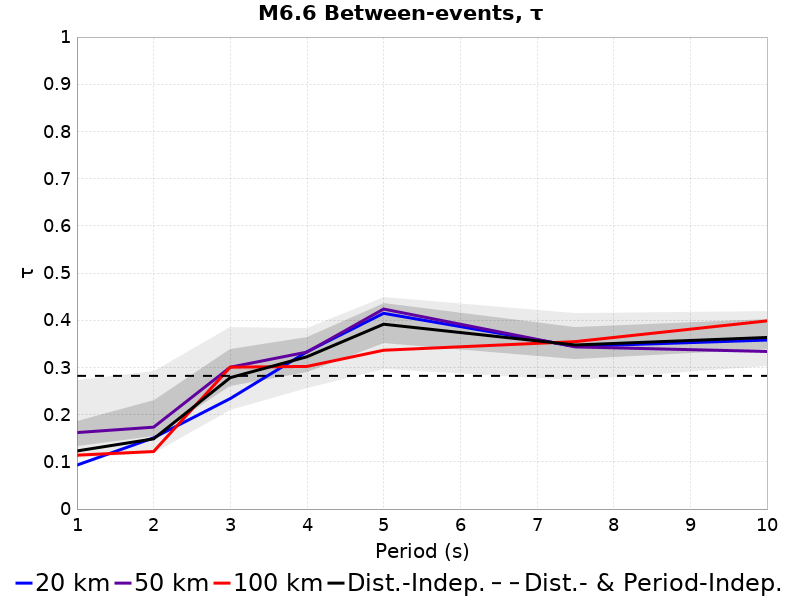 M6.6 Between-events, τ
1
0.9
0.8
0.7
0.6
0.5
0.4
0.3
0.2
0.1
0
τ
1 2 3 4 5 6 7 8 9 10
Period (s)
20 km 50 km 100 km Dist.-Indep. Dist.- & Period-Indep.